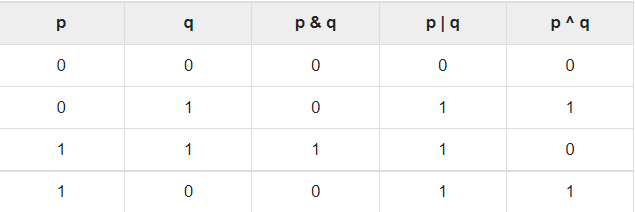 p q p & q p | q p ^ q
0 0 0 0 0
0 1 0 1 1
1 1 1 1 0
1 0 0 1 1